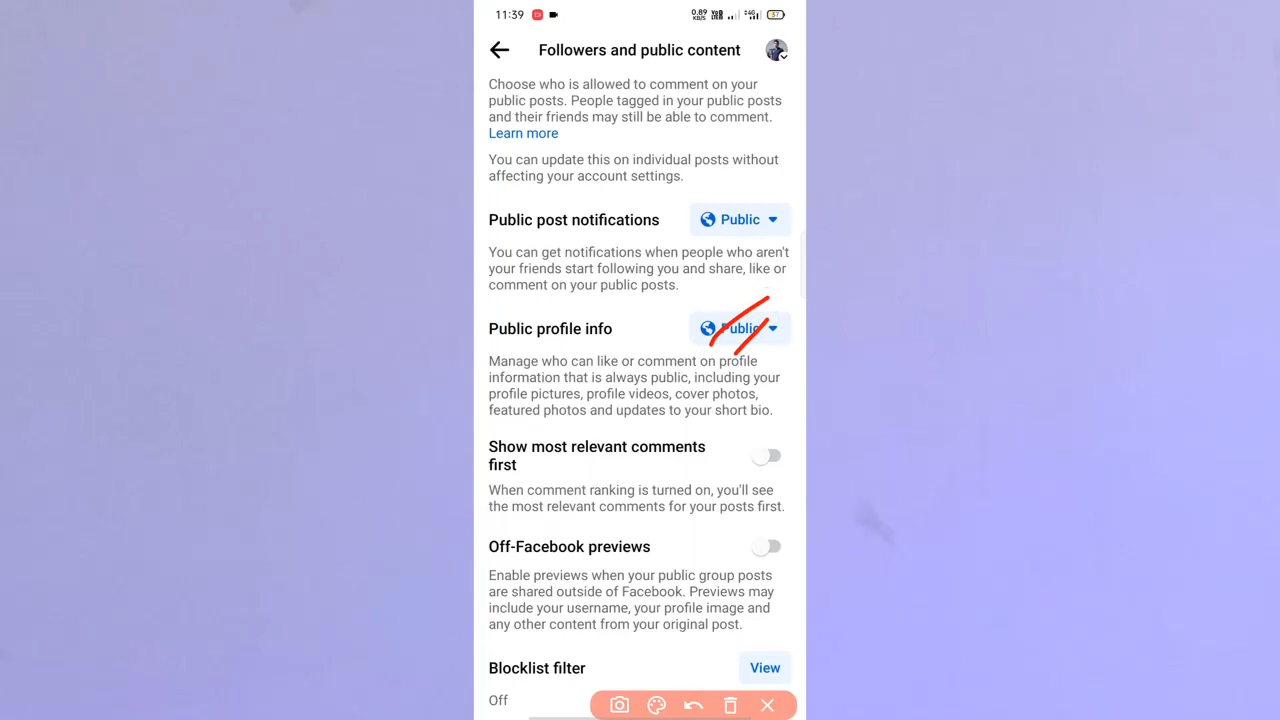 11:39
0.89 KB/S
VoD LTE
4G
37
Followers and public content
Choose who is allowed to comment on your
public posts. People tagged in your public posts
and their friends may still be able to comment.
Learn more
You can update this on individual posts without
affecting your account settings.
Public post notifications
Public
You can get notifications when people who aren't
your friends start following you and share, like or
comment on your public posts.
Public profile info
Public
Manage who can like or comment on profile
information that is always public, including your
profile pictures, profile videos, cover photos,
featured photos and updates to your short bio.
Show most relevant comments
first
When comment ranking is turned on, you'll see
the most relevant comments for your posts first.
Off-Facebook previews
Enable previews when your public group posts
are shared outside of Facebook. Previews may
include your username, your profile image and
any other content from your original post.
Blocklist filter
View
Off